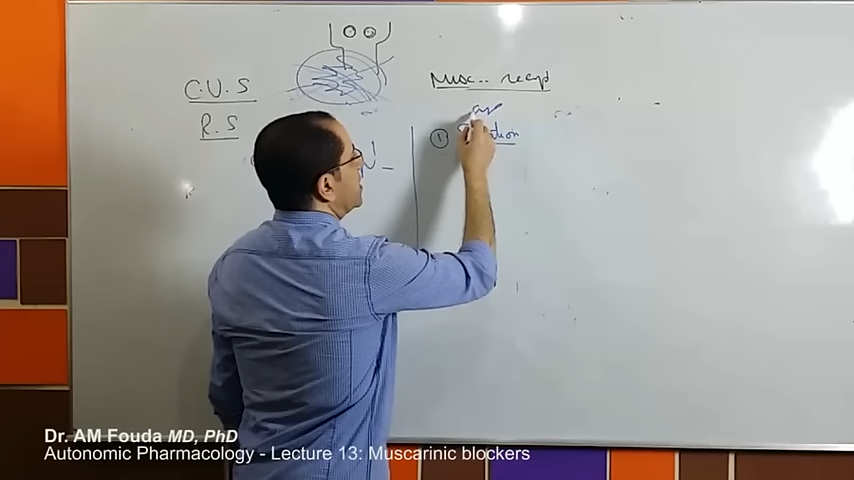 C.V.S
R.S
Musc.. recept
①
Dr. AM Fouda MD, PhD
Autonomic Pharmacology - Lecture 13: Muscarinic blockers